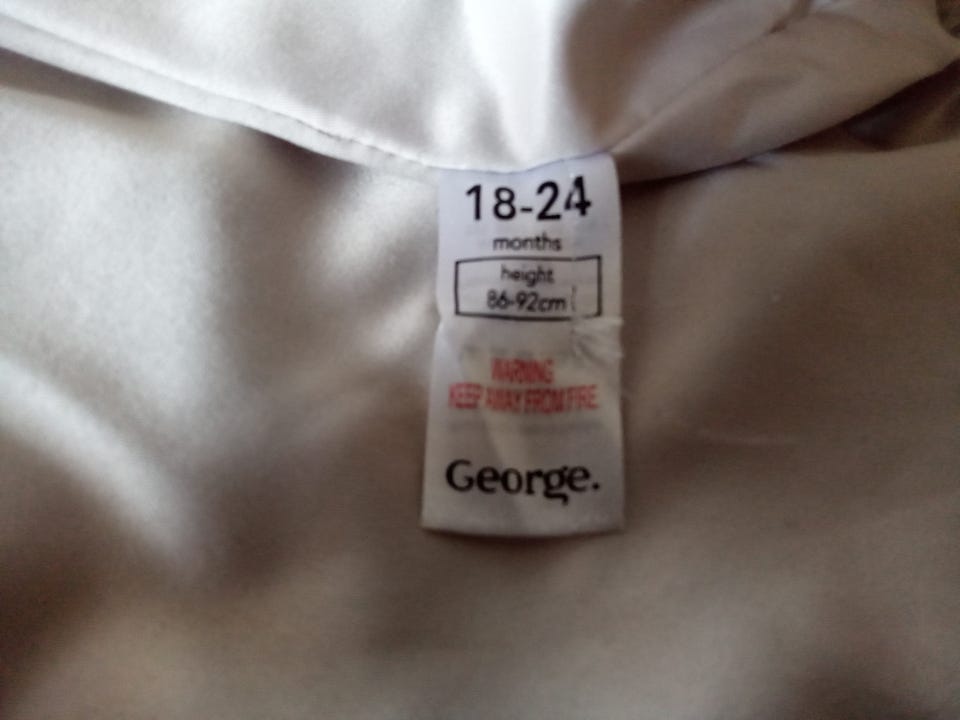 18-24
months
height
86-92cm
WARNING
KEEP AWAY FROM FIRE
George.